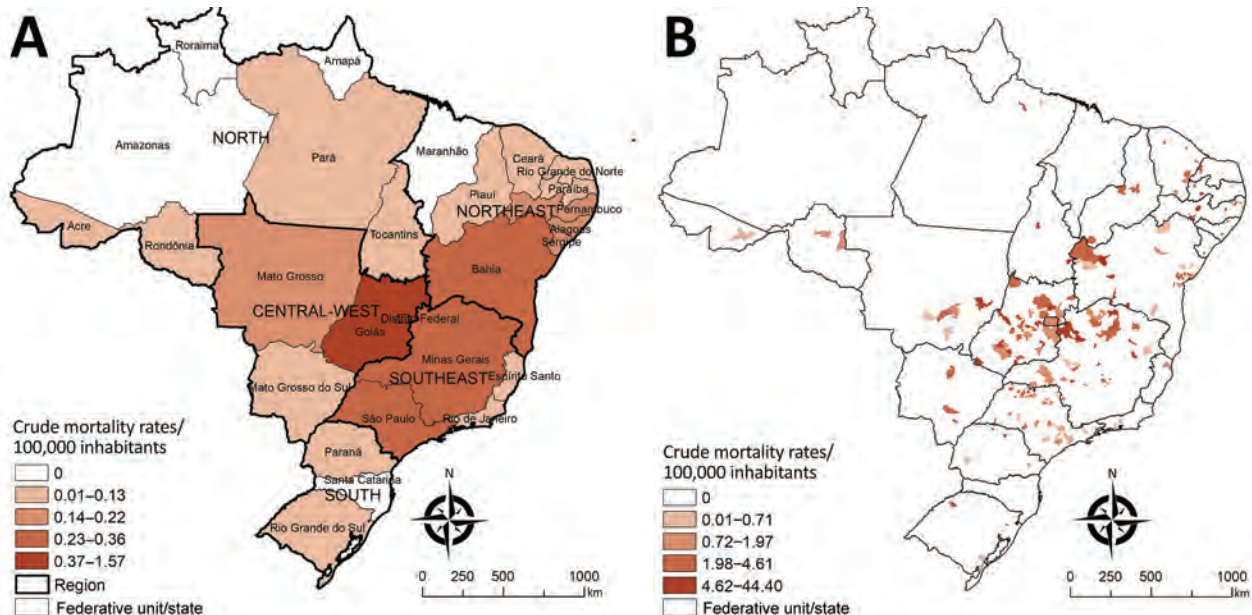 A
Roraima
Amapá
Amazonas
NORTH
Pará
Maranhão
Ceará
Rio Grande do Norte
Paraíba
Piauí
NORTHEAST
Pernambuco
Alagoas
Sergipe
Acre
Rondônia
Tocantins
Bahia
Mato Grosso
CENTRAL-WEST
Distrito Federal
Goiás
Minas Gerais
Espírito Santo
SOUTHEAST
Mato Grosso do Sul
São Paulo
Rio de Janeiro
Paraná
Santa Catarina
SOUTH
Rio Grande do Sul
Crude mortality rates/
100,000 inhabitants
0
0.01–0.13
0.14–0.22
0.23–0.36
0.37–1.57
Region
Federative unit/state
N
0 250 500 1000
km
B
Crude mortality rates/
100,000 inhabitants
0
0.01–0.71
0.72–1.97
1.98–4.61
4.62–44.40
Federative unit/state
N
0 250 500 1000
km